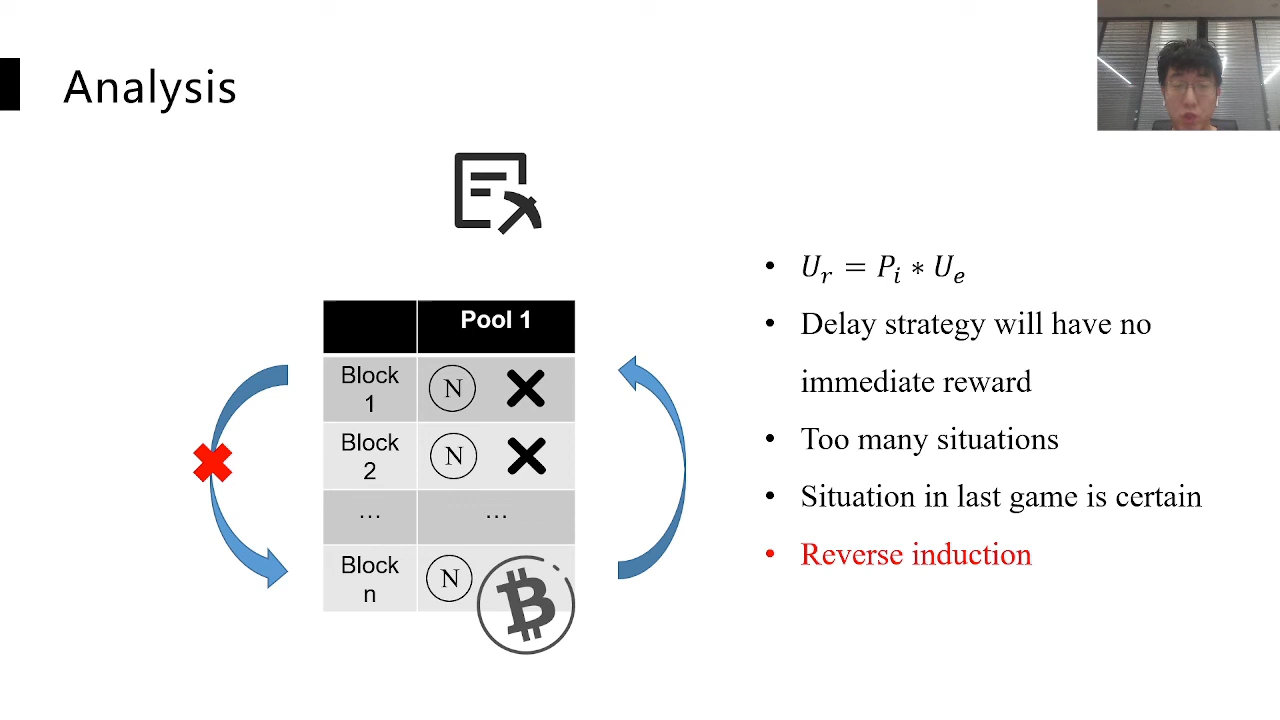 Analysis
Pool 1
Block
1
N
Block
2
N
…
…
Block
n
N
• U_r = P_i * U_e
• Delay strategy will have no
immediate reward
• Too many situations
• Situation in last game is certain
• Reverse induction